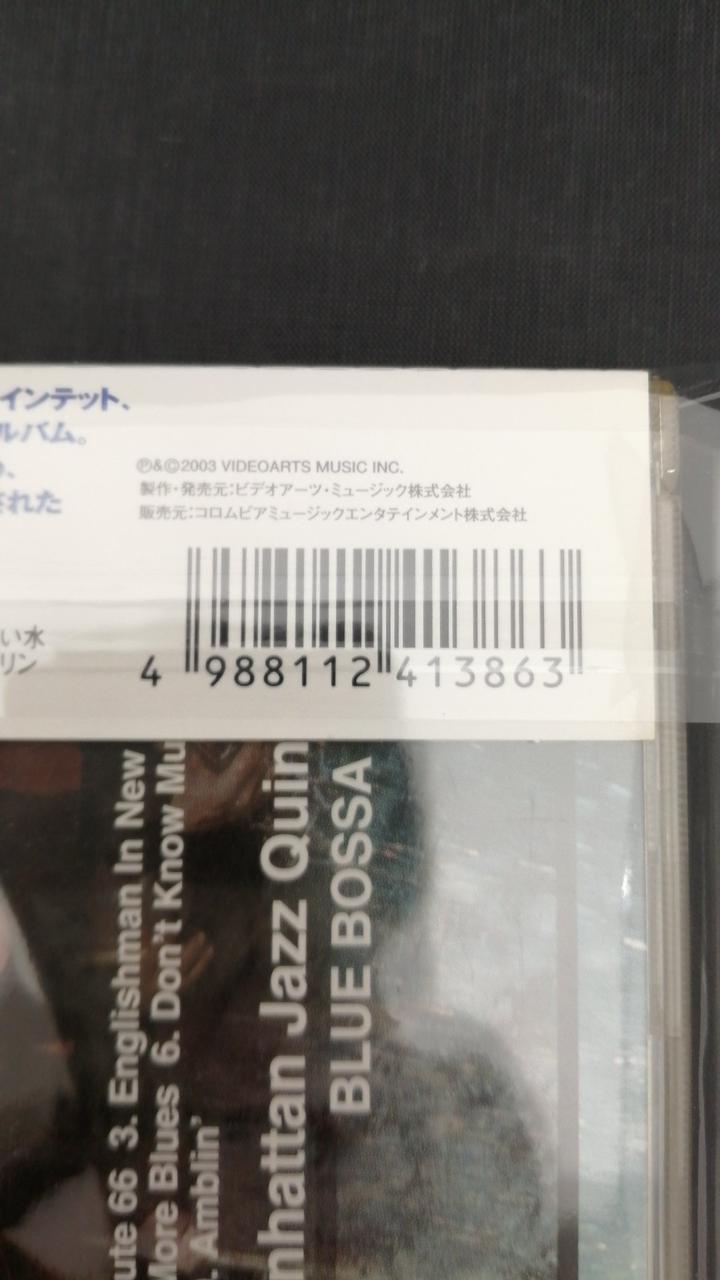 インテット、
ルバム。
、
された
℗&©2003 VIDEOARTS MUSIC INC.
製作・発売元:ビデオアーツ・ミュージック株式会社
販売元:コロムビアミュージックエンタテインメント株式会社
い水
リン
4 988112 413863
ute 66 3. Englishman In New
More Blues 6. Don't Know Mu
. Amblin'
nhattan Jazz Quin
BLUE BOSSA